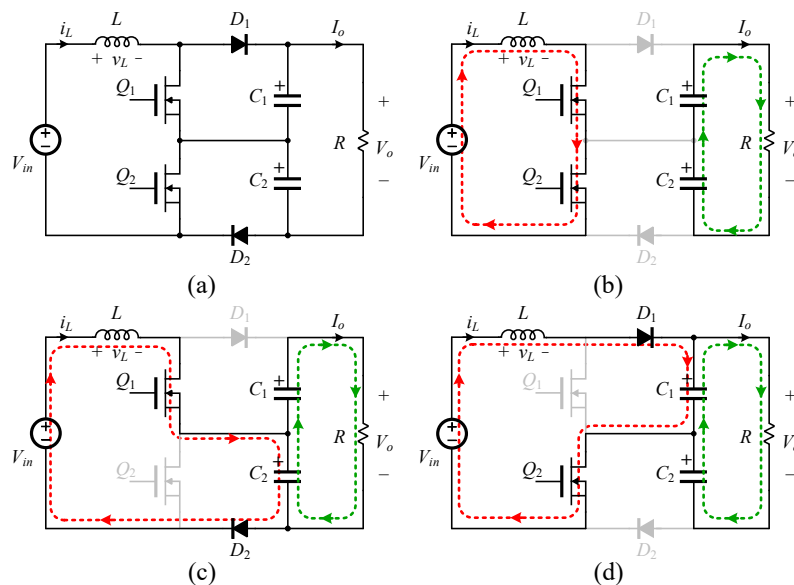 i_L L D_1 I_o
+ v_L −
Q_1 + C_1 +
+ − V_in R V_o
Q_2 + C_2 −
D_2
(a)
i_L L D_1 I_o
+ v_L −
Q_1 + C_1 +
+ − V_in R V_o
Q_2 + C_2 −
D_2
(b)
i_L L D_1 I_o
+ v_L −
Q_1 + C_1 +
+ − V_in R V_o
Q_2 + C_2 −
D_2
(c)
i_L L D_1 I_o
+ v_L −
Q_1 + C_1 +
+ − V_in R V_o
Q_2 + C_2 −
D_2
(d)